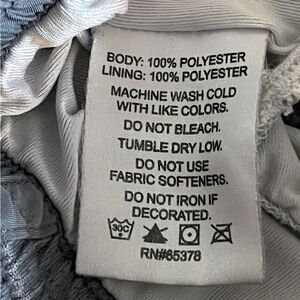 BODY: 100% POLYESTER
LINING: 100% POLYESTER
MACHINE WASH COLD
WITH LIKE COLORS.
DO NOT BLEACH.
TUMBLE DRY LOW.
DO NOT USE
FABRIC SOFTENERS.
DO NOT IRON IF
DECORATED.
30C
RN#65378